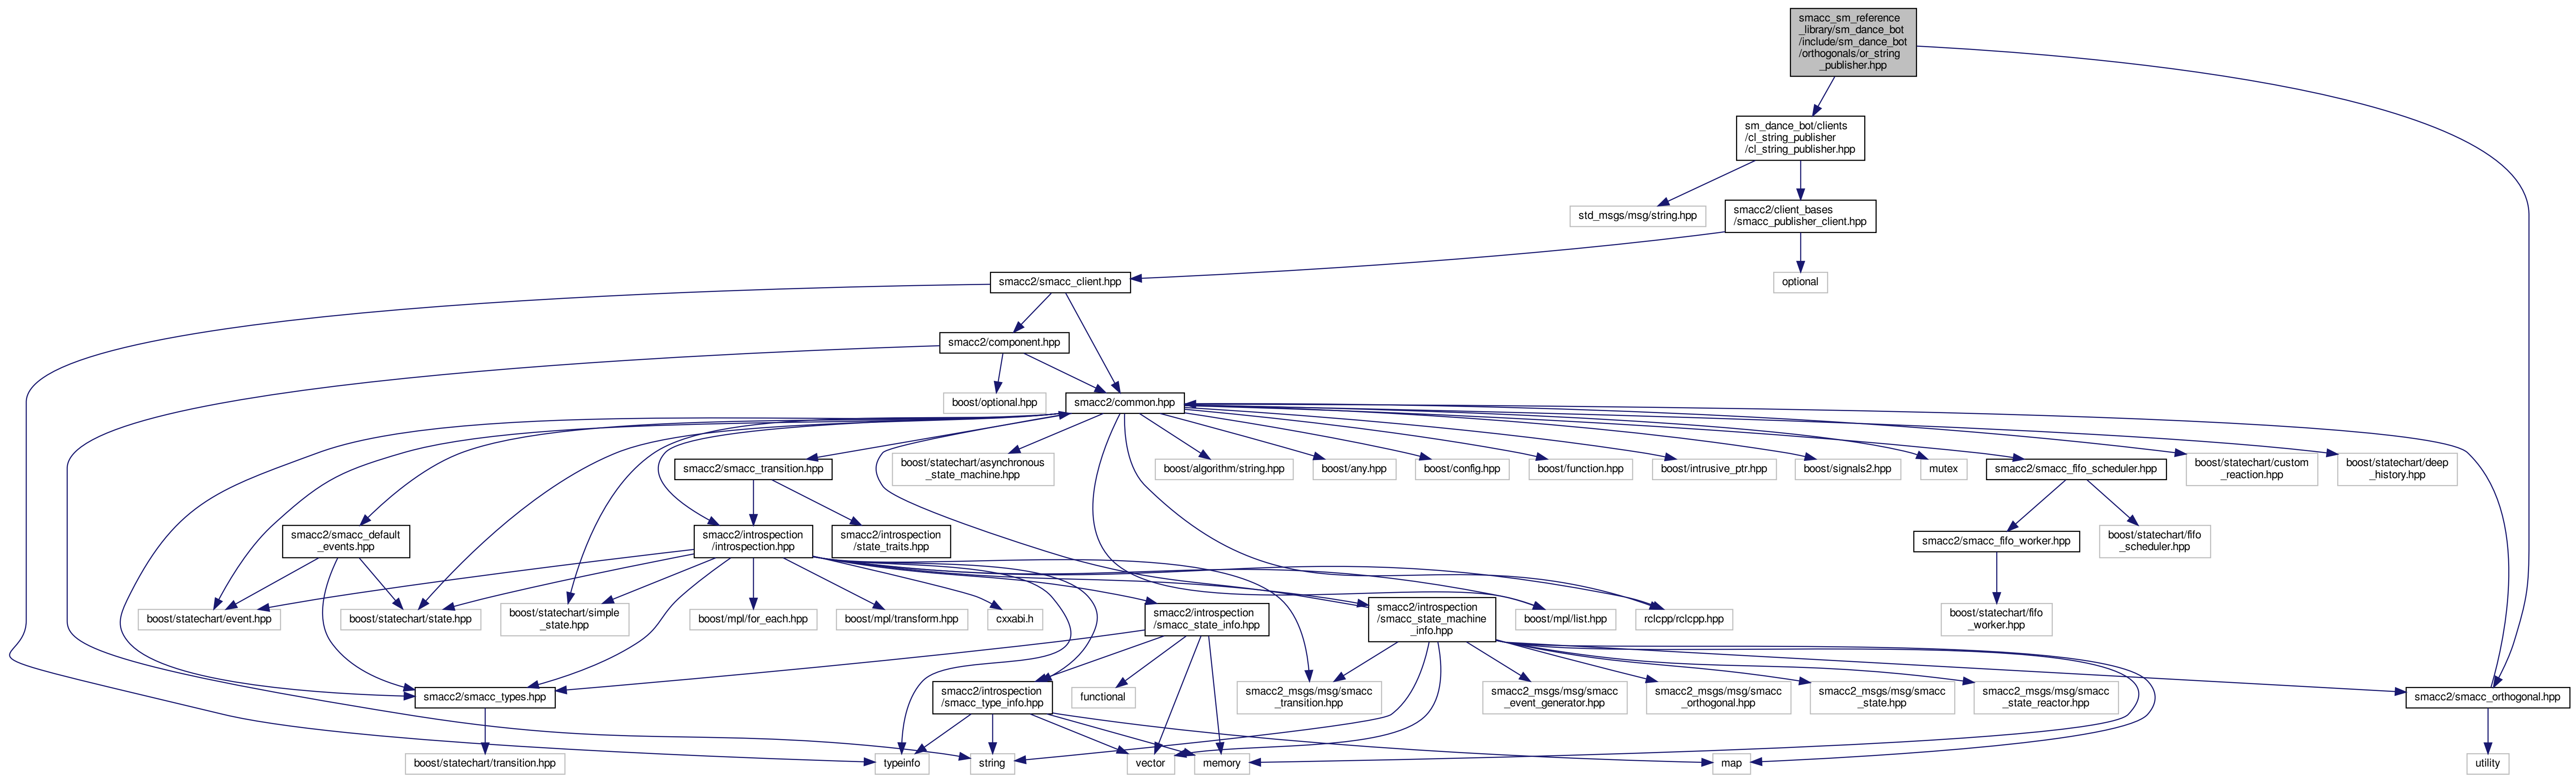 smacc_sm_reference
_library/sm_dance_bot
/include/sm_dance_bot
/orthogonals/or_string
_publisher.hpp
sm_dance_bot/clients
/cl_string_publisher
/cl_string_publisher.hpp
std_msgs/msg/string.hpp
smacc2/client_bases
/smacc_publisher_client.hpp
smacc2/smacc_client.hpp
optional
smacc2/component.hpp
boost/optional.hpp
smacc2/common.hpp
smacc2/smacc_transition.hpp
boost/statechart/asynchronous
_state_machine.hpp
boost/algorithm/string.hpp
boost/any.hpp
boost/config.hpp
boost/function.hpp
boost/intrusive_ptr.hpp
boost/signals2.hpp
mutex
smacc2/smacc_fifo_scheduler.hpp
boost/statechart/custom
_reaction.hpp
boost/statechart/deep
_history.hpp
smacc2/smacc_default
_events.hpp
smacc2/introspection
/introspection.hpp
smacc2/introspection
/state_traits.hpp
smacc2/smacc_fifo_worker.hpp
boost/statechart/fifo
_scheduler.hpp
boost/statechart/event.hpp
boost/statechart/state.hpp
boost/statechart/simple
_state.hpp
boost/mpl/for_each.hpp
boost/mpl/transform.hpp
cxxabi.h
smacc2/introspection
/smacc_state_info.hpp
smacc2/introspection
/smacc_state_machine
_info.hpp
boost/mpl/list.hpp
rclcpp/rclcpp.hpp
boost/statechart/fifo
_worker.hpp
smacc2/smacc_types.hpp
smacc2/introspection
/smacc_type_info.hpp
functional
smacc2_msgs/msg/smacc
_transition.hpp
smacc2_msgs/msg/smacc
_event_generator.hpp
smacc2_msgs/msg/smacc
_orthogonal.hpp
smacc2_msgs/msg/smacc
_state.hpp
smacc2_msgs/msg/smacc
_state_reactor.hpp
smacc2/smacc_orthogonal.hpp
boost/statechart/transition.hpp
typeinfo
string
vector
memory
map
utility